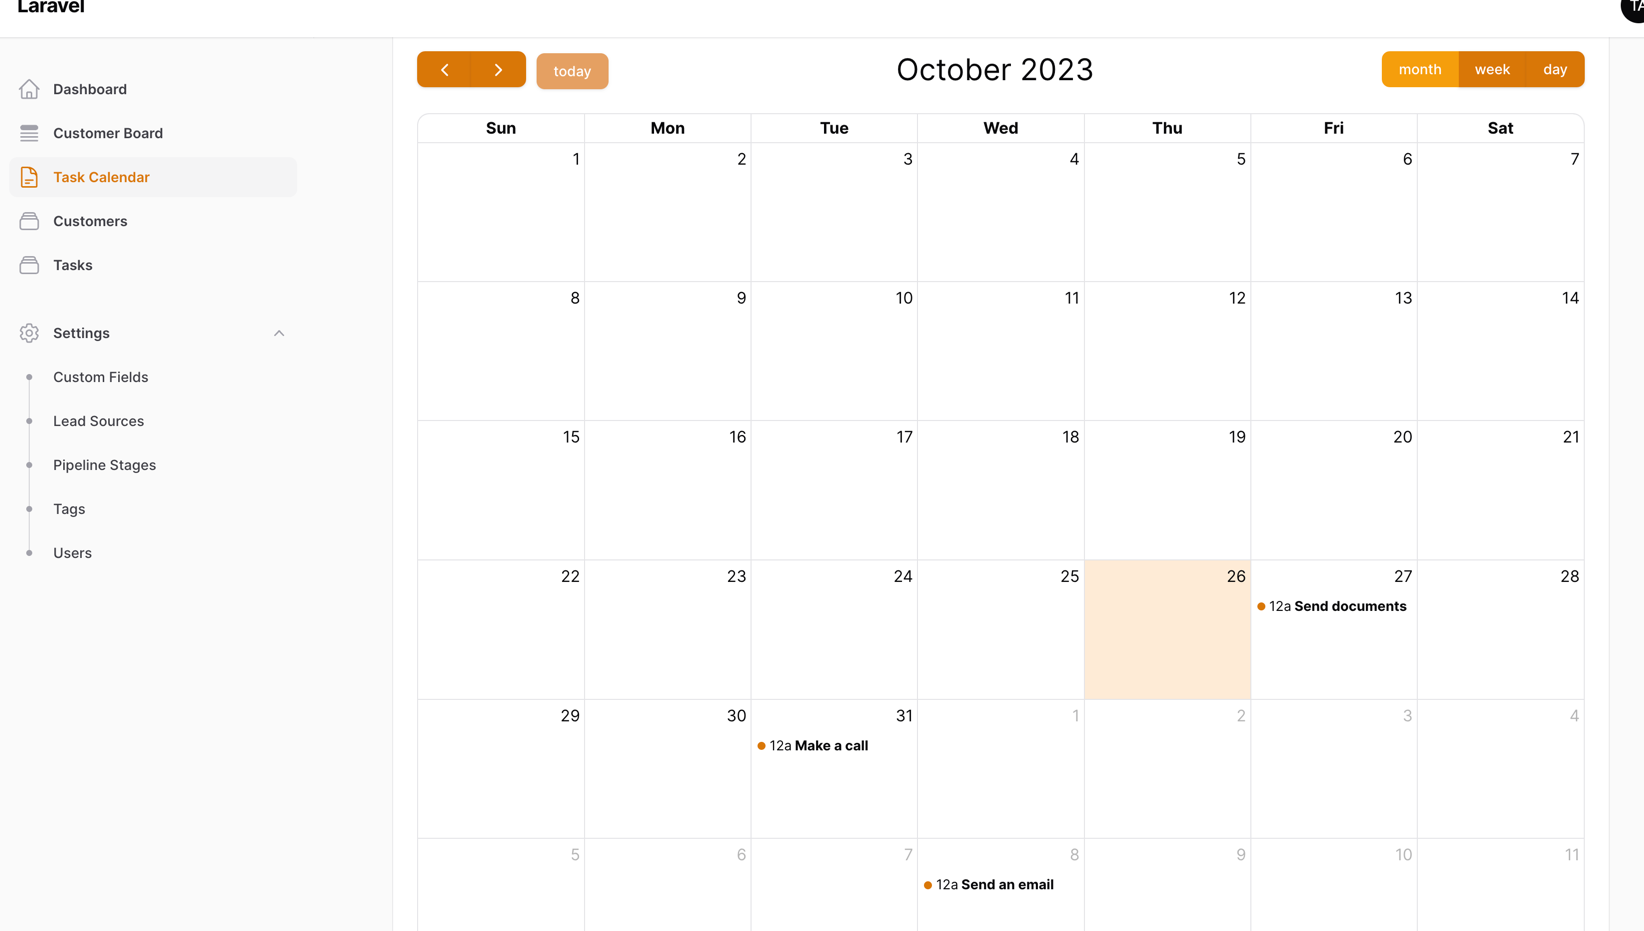 Laravel
TA
Dashboard
Customer Board
Task Calendar
Customers
Tasks
Settings
Custom Fields
Lead Sources
Pipeline Stages
Tags
Users
today
October 2023
month week day
Sun Mon Tue Wed Thu Fri Sat
1 2 3 4 5 6 7
8 9 10 11 12 13 14
15 16 17 18 19 20 21
22 23 24 25 26 27 28
12a Send documents
29 30 31 1 2 3 4
12a Make a call
5 6 7 8 9 10 11
12a Send an email